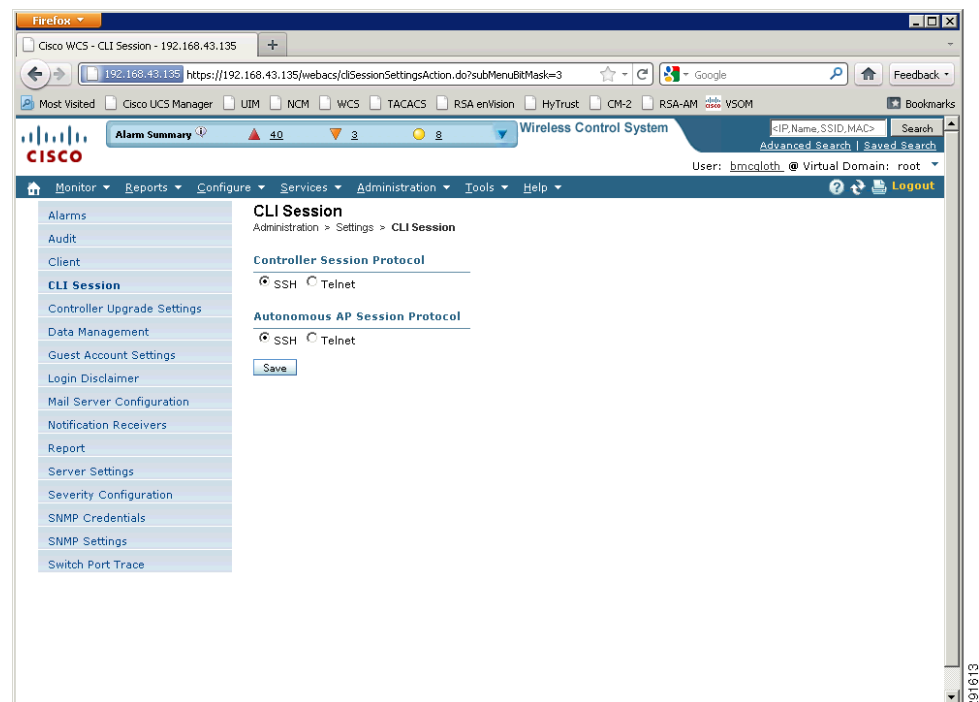 Firefox
Cisco WCS - CLI Session - 192.168.43.135
192.168.43.135 https://192.168.43.135/webacs/cliSessionSettingsAction.do?subMenuBitMask=3
Google
Feedback
Most Visited Cisco UCS Manager UIM NCM WCS TACACS RSA enVision HyTrust CM-2 RSA-AM VSOM Bookmarks
CISCO
Alarm Summary 40 3 8
Wireless Control System
<IP,Name,SSID,MAC> Search
Advanced Search | Saved Search
User: bmcgloth @ Virtual Domain: root
Monitor Reports Configure Services Administration Tools Help Logout
Alarms
Audit
Client
CLI Session
Controller Upgrade Settings
Data Management
Guest Account Settings
Login Disclaimer
Mail Server Configuration
Notification Receivers
Report
Server Settings
Severity Configuration
SNMP Credentials
SNMP Settings
Switch Port Trace
CLI Session
Administration > Settings > CLI Session
Controller Session Protocol
SSH Telnet
Autonomous AP Session Protocol
SSH Telnet
Save
291613